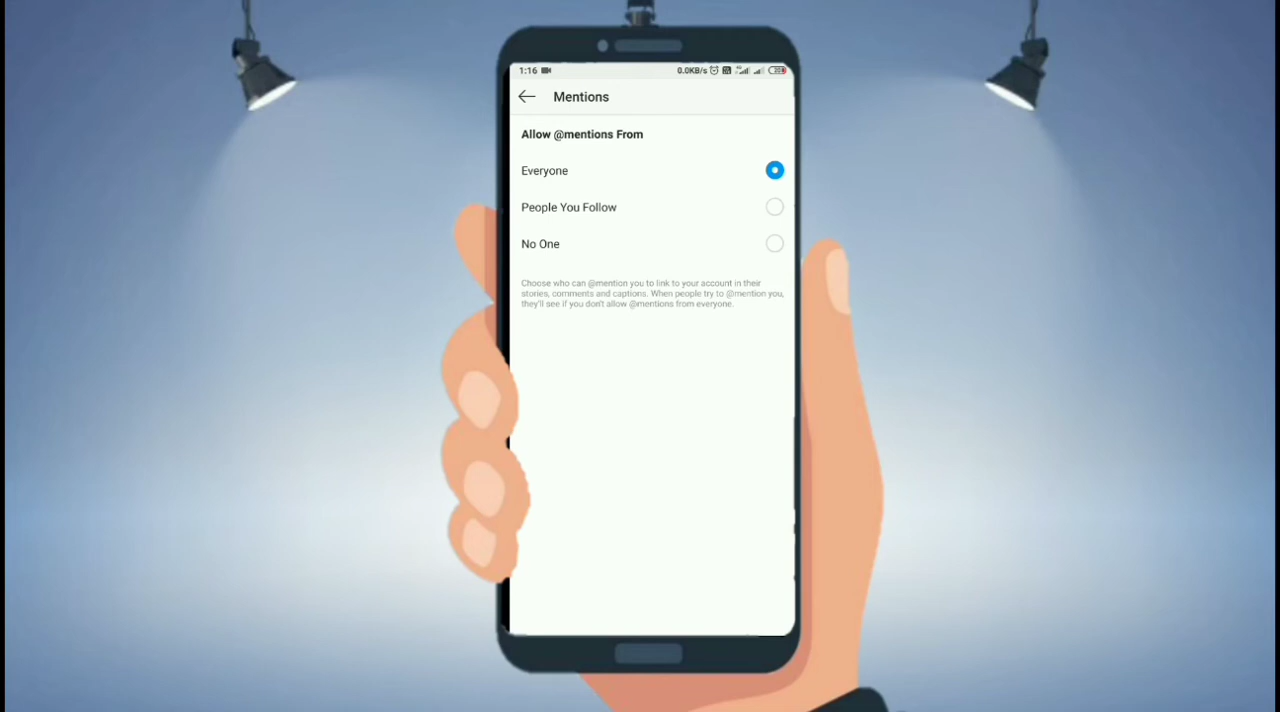 1:16 0.0KB/s
Mentions
Allow @mentions From
Everyone
People You Follow
No One
Choose who can @mention you to link to your account in their
stories, comments and captions. When people try to @mention you,
they'll see if you don't allow @mentions from everyone.